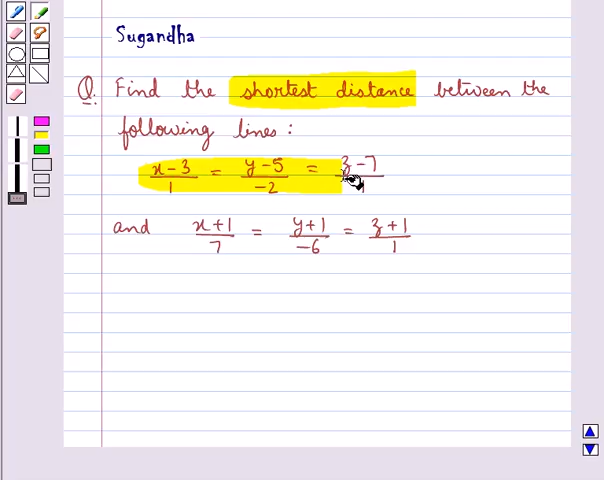 Sugandha
Q. Find the shortest distance between the
following lines :
x-3/1 = y-5/-2 = z-7/1
and x+1/7 = y+1/-6 = z+1/1